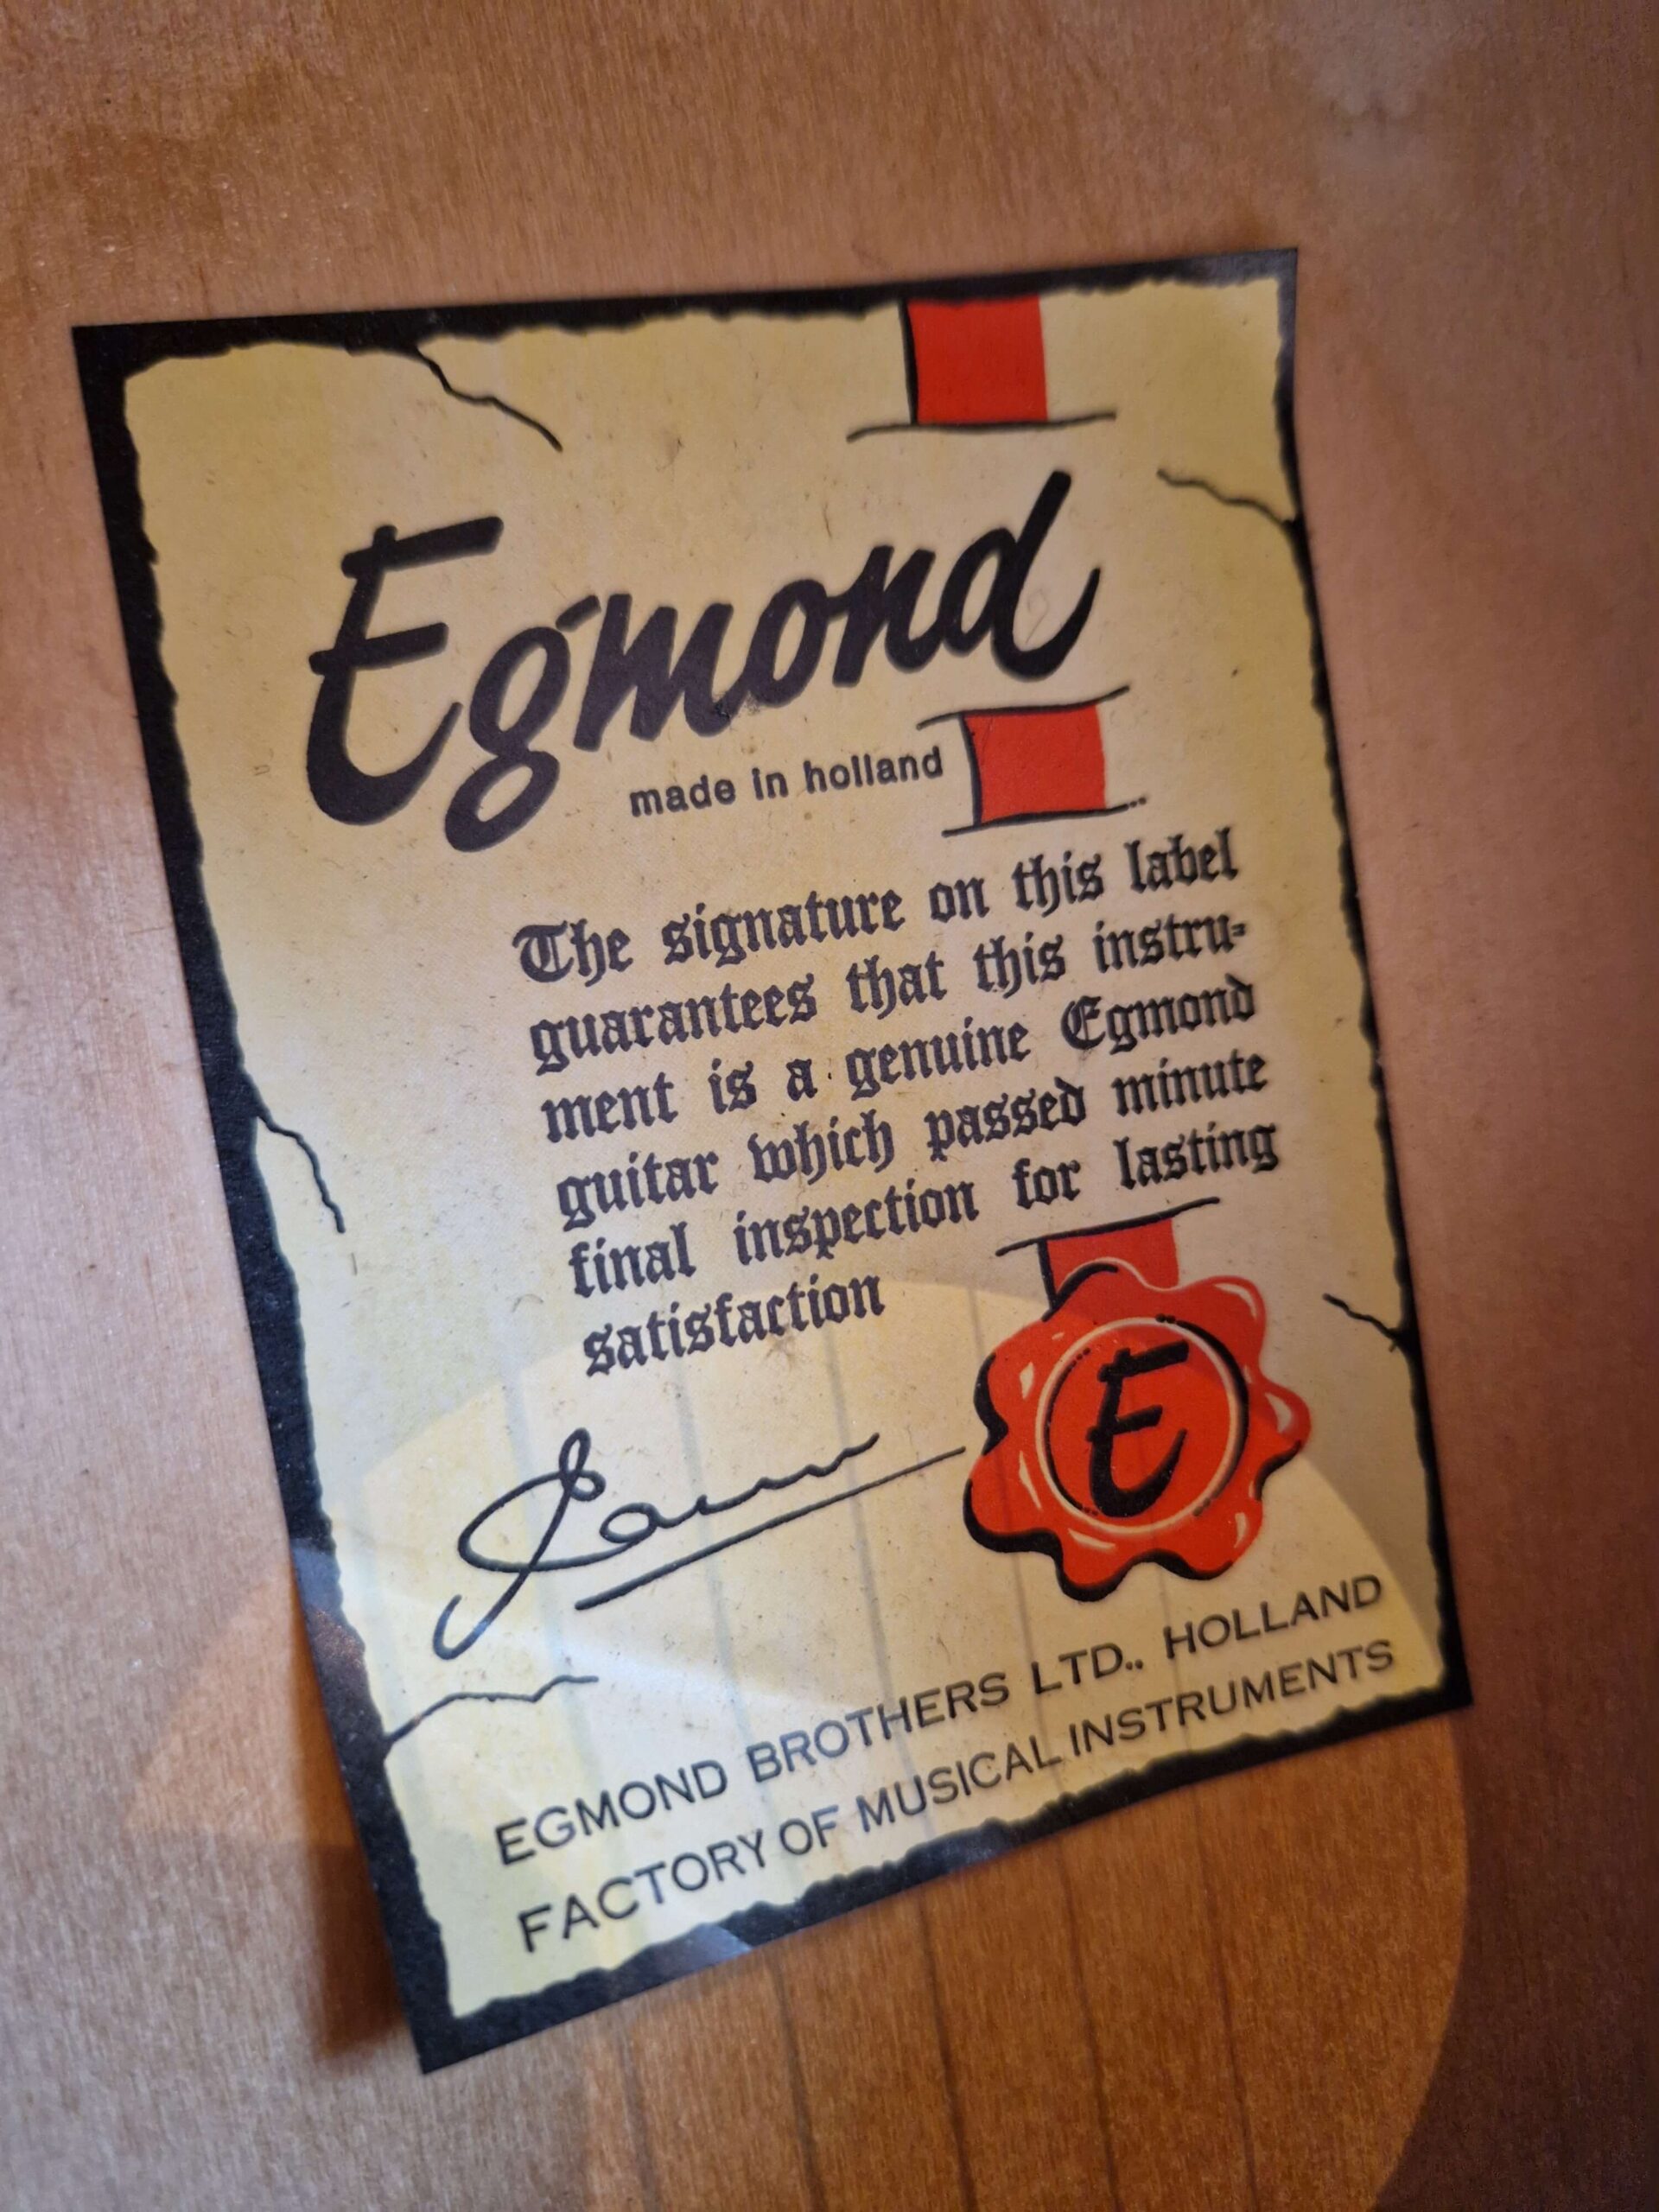 Egmond
made in holland
The signature on this label
guarantees that this instru-
ment is a genuine Egmond
guitar which passed minute
final inspection for lasting
satisfaction
E
EGMOND BROTHERS LTD.. HOLLAND
FACTORY OF MUSICAL INSTRUMENTS